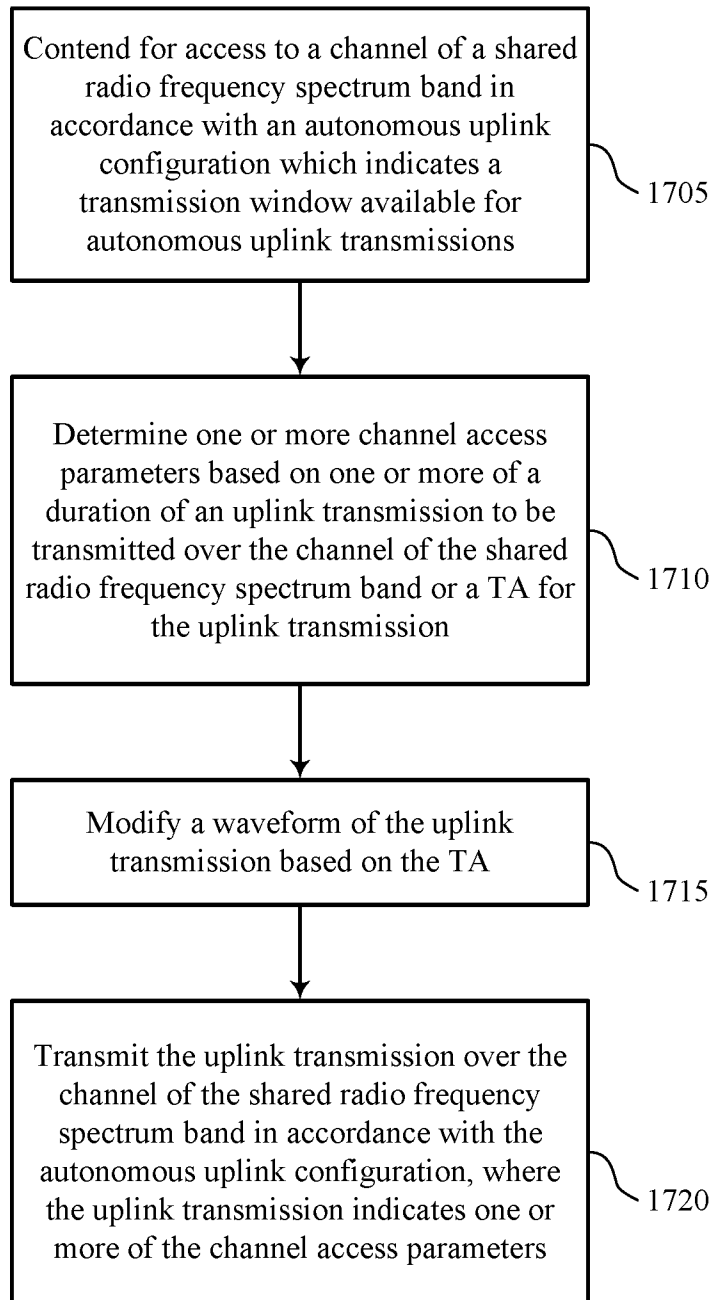 Contend for access to a channel of a shared
radio frequency spectrum band in
accordance with an autonomous uplink
configuration which indicates a
transmission window available for
autonomous uplink transmissions
1705
Determine one or more channel access
parameters based on one or more of a
duration of an uplink transmission to be
transmitted over the channel of the shared
radio frequency spectrum band or a TA for
the uplink transmission
1710
Modify a waveform of the uplink
transmission based on the TA
1715
Transmit the uplink transmission over the
channel of the shared radio frequency
spectrum band in accordance with the
autonomous uplink configuration, where
the uplink transmission indicates one or
more of the channel access parameters
1720